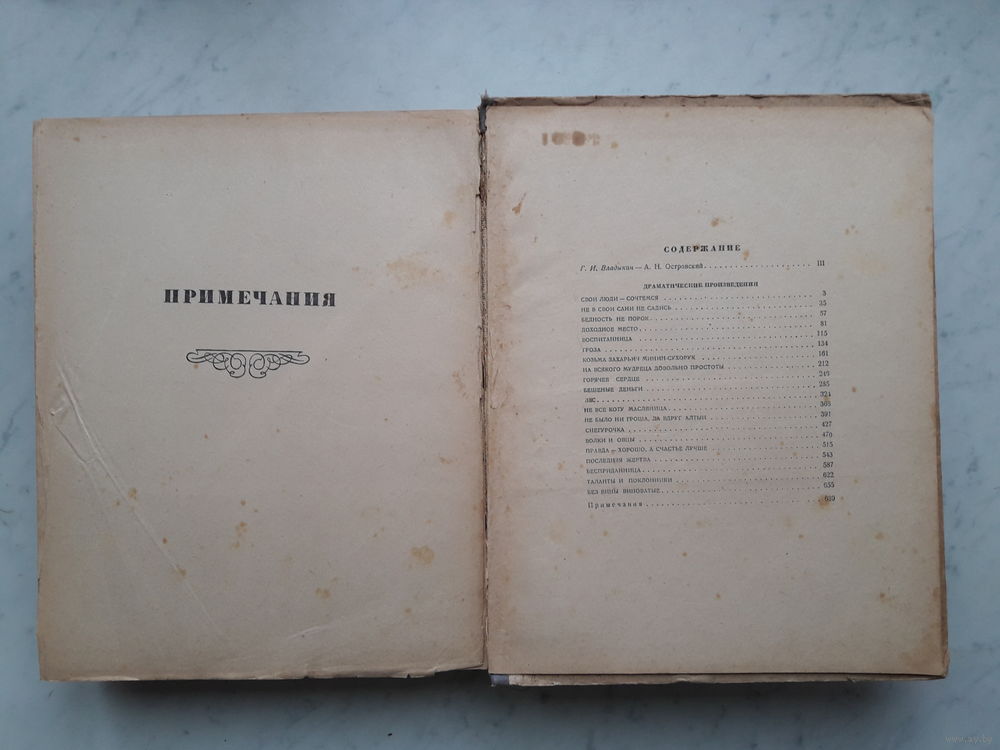 ПРИМЕЧАНИЯ
СОДЕРЖАНИЕ
Г. И. Владыкин — А. Н. Островский. III
ДРАМАТИЧЕСКИЕ ПРОИЗВЕДЕНИЯ
СВОИ ЛЮДИ — СОЧТЕМСЯ 3
НЕ В СВОИ САНИ НЕ САДИСЬ 35
БЕДНОСТЬ НЕ ПОРОК 57
ДОХОДНОЕ МЕСТО 81
ВОСПИТАННИЦА 115
ГРОЗА 134
КОЗЬМА ЗАХАРЬИЧ МИНИН-СУХОРУК 161
НА ВСЯКОГО МУДРЕЦА ДОВОЛЬНО ПРОСТОТЫ 212
ГОРЯЧЕЕ СЕРДЦЕ 246
БЕШЕНЫЕ ДЕНЬГИ 285
ЛЕС 324
НЕ ВСЕ КОТУ МАСЛЯНИЦА 368
НЕ БЫЛО НИ ГРОША, ДА ВДРУГ АЛТЫН 391
СНЕГУРОЧКА 427
ВОЛКИ И ОВЦЫ 470
ПРАВДА — ХОРОШО, А СЧАСТЬЕ ЛУЧШЕ 515
ПОСЛЕДНЯЯ ЖЕРТВА 543
БЕСПРИДАННИЦА 587
ТАЛАНТЫ И ПОКЛОННИКИ 622
БЕЗ ВИНЫ ВИНОВАТЫЕ 655
Примечания